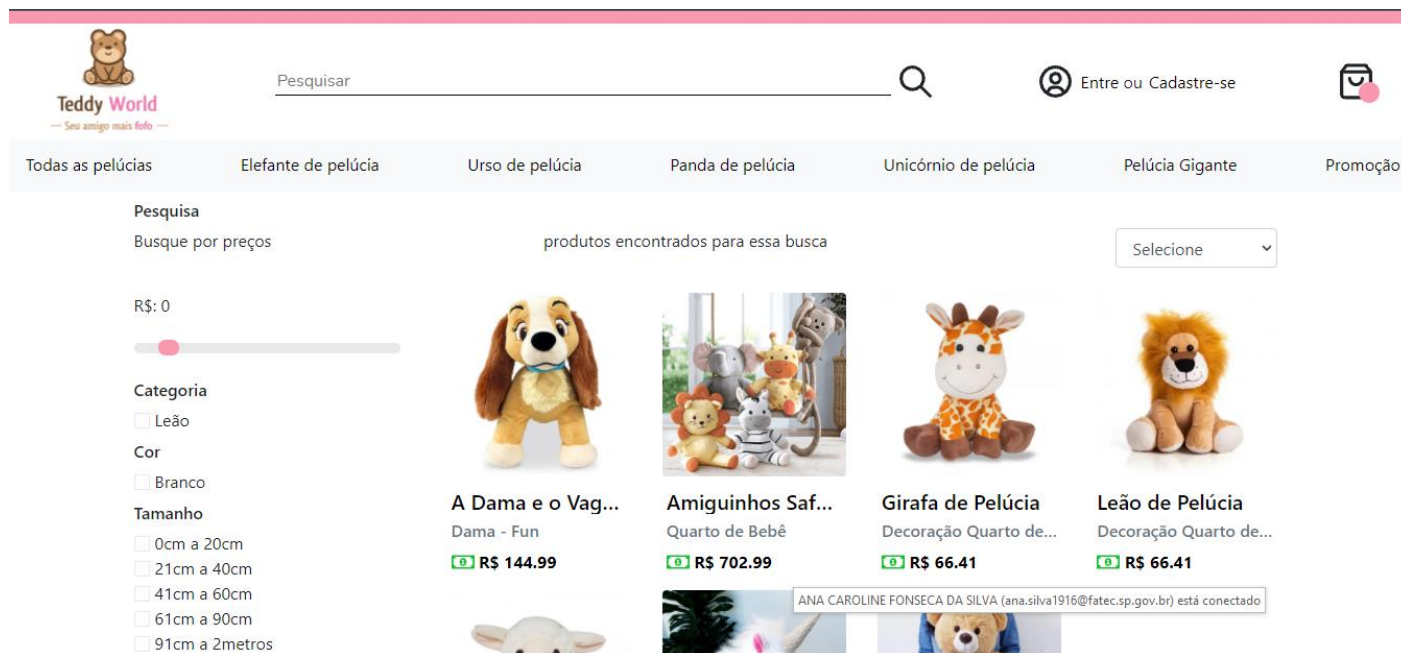 Teddy World
— Seu amigo mais fofo —
Pesquisar
Entre ou Cadastre-se
Todas as pelúcias
Elefante de pelúcia
Urso de pelúcia
Panda de pelúcia
Unicórnio de pelúcia
Pelúcia Gigante
Promoção
Pesquisa
Busque por preços
R$: 0
Categoria
Leão
Cor
Branco
Tamanho
0cm a 20cm
21cm a 40cm
41cm a 60cm
61cm a 90cm
91cm a 2metros
produtos encontrados para essa busca
Selecione
A Dama e o Vag...
Dama - Fun
R$ 144.99
Amiguinhos Saf...
Quarto de Bebê
R$ 702.99
Girafa de Pelúcia
Decoração Quarto de...
R$ 66.41
Leão de Pelúcia
Decoração Quarto de...
R$ 66.41
ANA CAROLINE FONSECA DA SILVA (ana.silva1916@fatec.sp.gov.br) está conectado